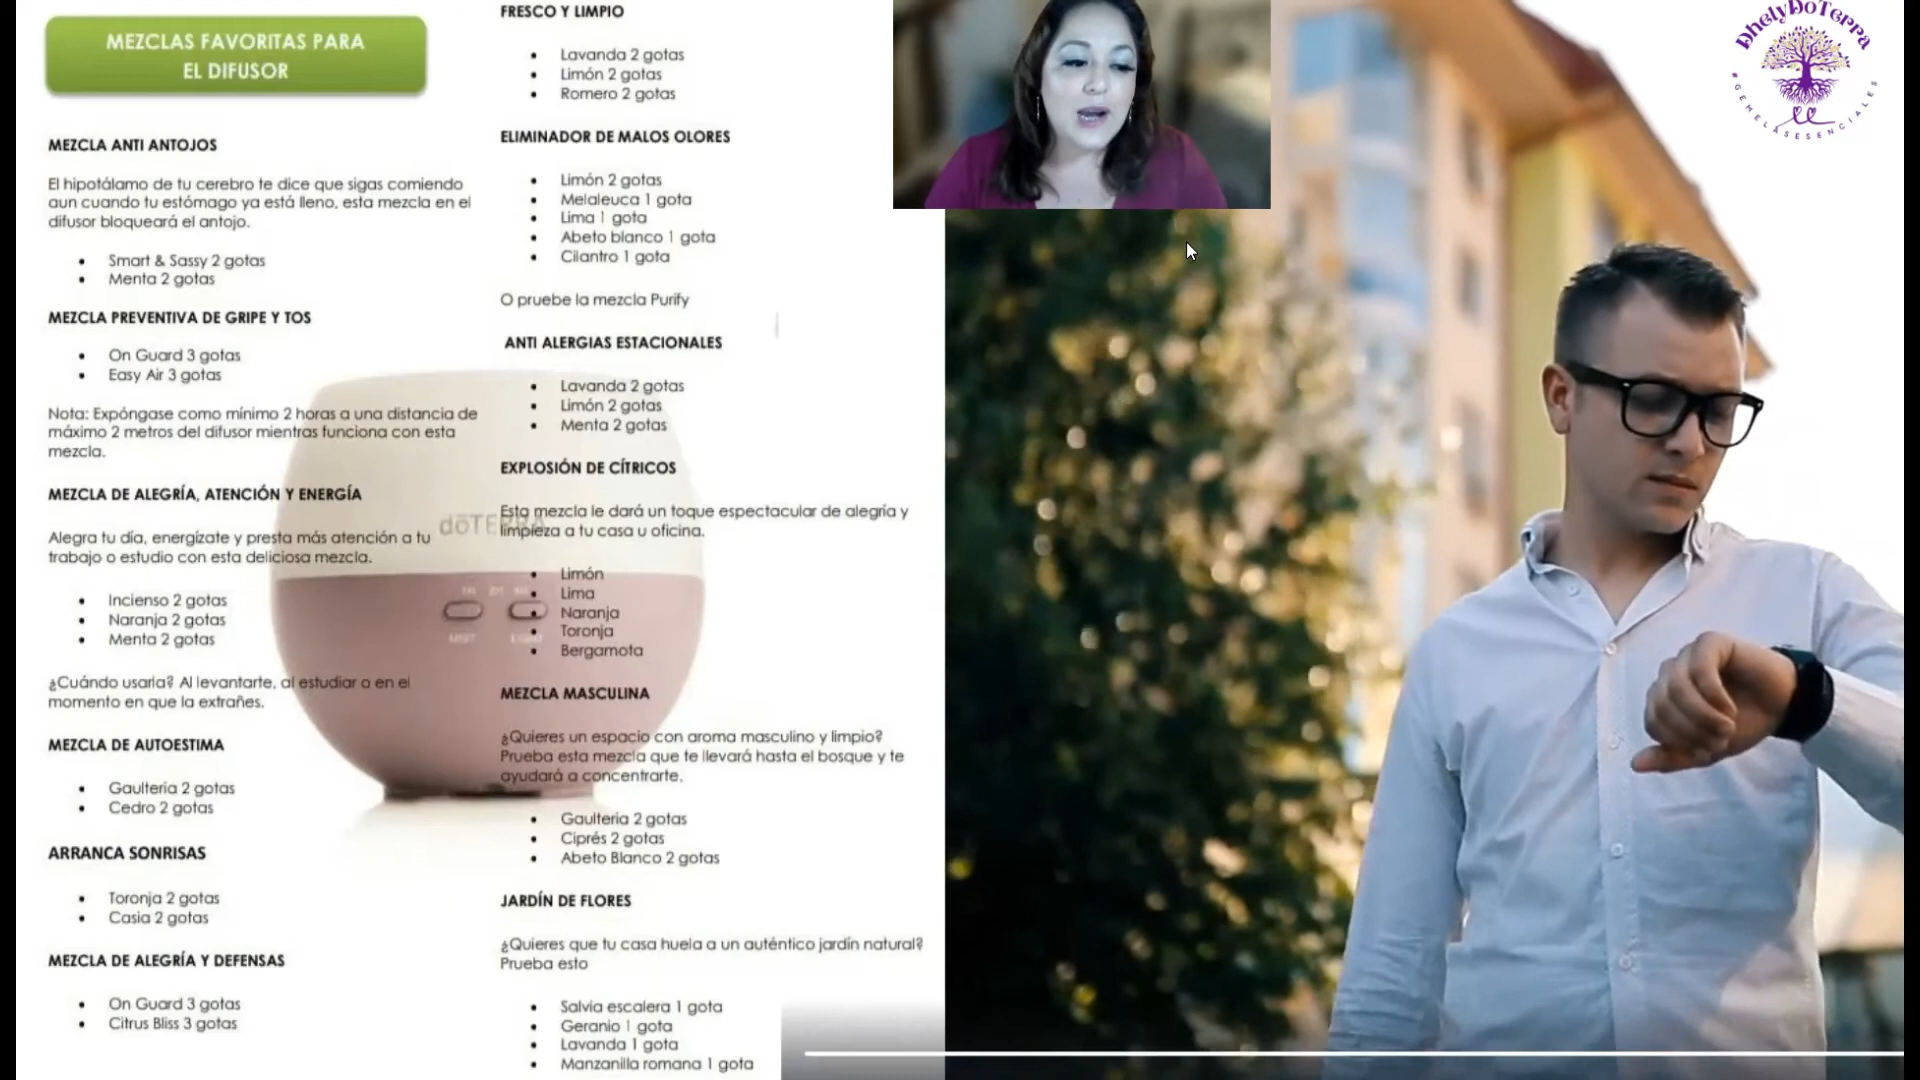 MEZCLAS FAVORITAS PARA
EL DIFUSOR
MEZCLA ANTI ANTOJOS
El hipotálamo de tu cerebro te dice que sigas comiendo
aun cuando tu estómago ya está lleno, esta mezcla en el
difusor bloqueará el antojo.
• Smart & Sassy 2 gotas
• Menta 2 gotas
MEZCLA PREVENTIVA DE GRIPE Y TOS
• On Guard 3 gotas
• Easy Air 3 gotas
Nota: Expóngase como mínimo 2 horas a una distancia de
máximo 2 metros del difusor mientras funciona con esta
mezcla.
MEZCLA DE ALEGRÍA, ATENCIÓN Y ENERGÍA
Alegra tu día, energízate y presta más atención a tu
trabajo o estudio con esta deliciosa mezcla.
• Incienso 2 gotas
• Naranja 2 gotas
• Menta 2 gotas
¿Cuándo usarla? Al levantarte, al estudiar o en el
momento en que la extrañes.
MEZCLA DE AUTOESTIMA
• Gaulteria 2 gotas
• Cedro 2 gotas
ARRANCA SONRISAS
• Toronja 2 gotas
• Casia 2 gotas
MEZCLA DE ALEGRÍA Y DEFENSAS
• On Guard 3 gotas
• Citrus Bliss 3 gotas
FRESCO Y LIMPIO
• Lavanda 2 gotas
• Limón 2 gotas
• Romero 2 gotas
ELIMINADOR DE MALOS OLORES
• Limón 2 gotas
• Melaleuca 1 gota
• Lima 1 gota
• Abeto blanco 1 gota
• Cilantro 1 gota
O pruebe la mezcla Purify
ANTI ALERGIAS ESTACIONALES
• Lavanda 2 gotas
• Limón 2 gotas
• Menta 2 gotas
EXPLOSIÓN DE CÍTRICOS
Esta mezcla le dará un toque espectacular de alegría y
limpieza a tu casa u oficina.
• Limón
• Lima
• Naranja
• Toronja
• Bergamota
MEZCLA MASCULINA
¿Quieres un espacio con aroma masculino y limpio?
Prueba esta mezcla que te llevará hasta el bosque y te
ayudará a concentrarte.
• Gaulteria 2 gotas
• Ciprés 2 gotas
• Abeto Blanco 2 gotas
JARDÍN DE FLORES
¿Quieres que tu casa huela a un auténtico jardín natural?
Prueba esto
• Salvia esclarea 1 gota
• Geranio 1 gota
• Lavanda 1 gota
• Manzanilla romana 1 gota
dōTERRA
MIST
DhelyDoTerra
#GEMELASESENCIALES